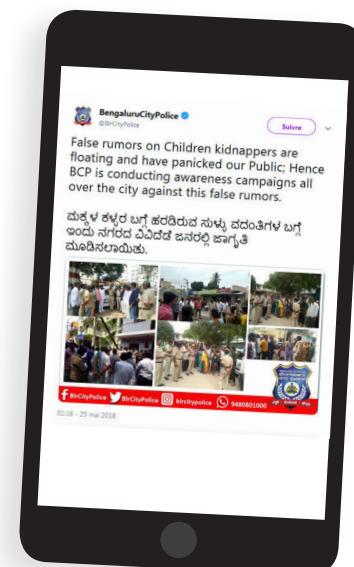 BengaluruCityPolice
@BlrCityPolice
Suivre
False rumors on Children kidnappers are
floating and have panicked our Public; Hence
BCP is conducting awareness campaigns all
over the city against this false rumors.
ಮಕ್ಕಳ ಕಳ್ಳರ ಬಗ್ಗೆ ಹರಡಿರುವ ಸುಳ್ಳು ವದಂತಿಗಳ ಬಗ್ಗೆ
ಇಂದು ನಗರದ ವಿವಿದೆಡೆ ಜನರಲ್ಲಿ ಜಾಗೃತಿ
ಮೂಡಿಸಲಾಯಿತು.
BlrCityPolice BlrCityPolice blrcitypolice 9480801000
01:16 - 25 mai 2018